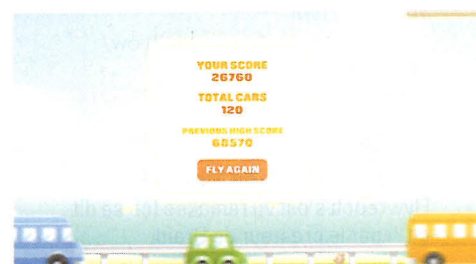 YOUR SCORE
26760
TOTAL CARS
120
PREVIOUS HIGH SCORE
68570
FLY AGAIN